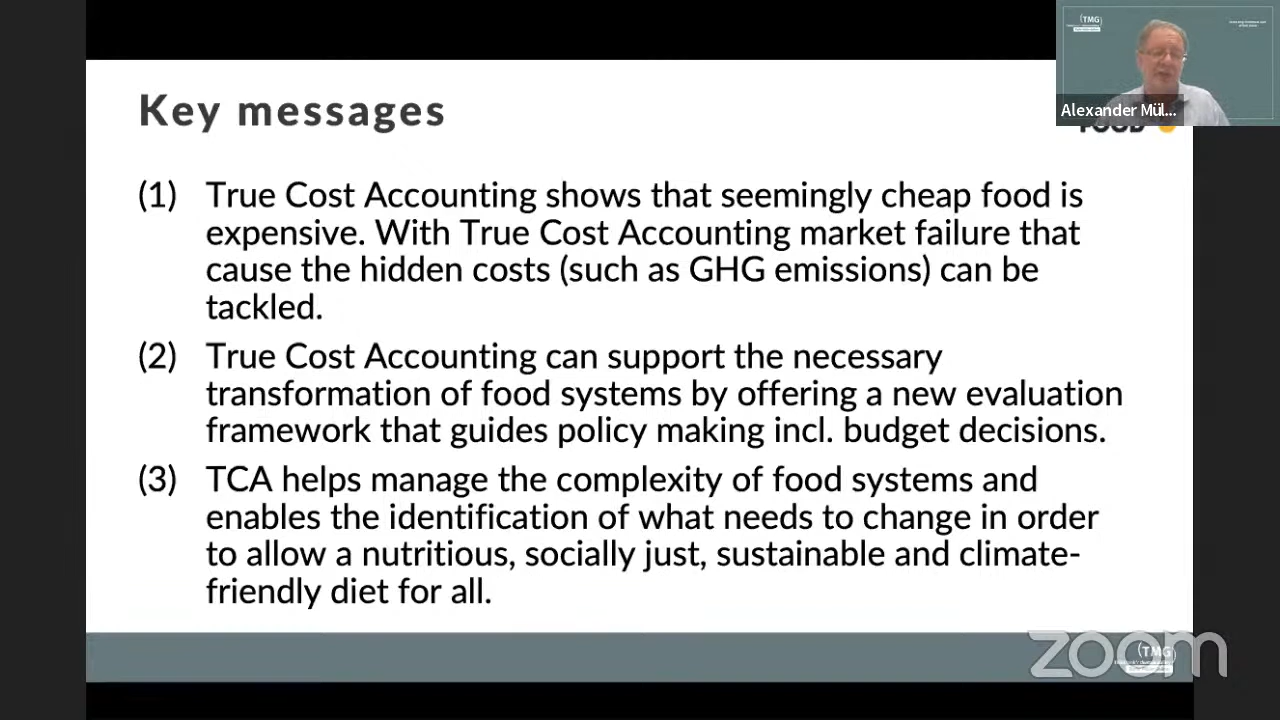 Key messages
(TMG)
Alexander Mül...
FOOD
(1) True Cost Accounting shows that seemingly cheap food is
expensive. With True Cost Accounting market failure that
cause the hidden costs (such as GHG emissions) can be
tackled.
(2) True Cost Accounting can support the necessary
transformation of food systems by offering a new evaluation
framework that guides policy making incl. budget decisions.
(3) TCA helps manage the complexity of food systems and
enables the identification of what needs to change in order
to allow a nutritious, socially just, sustainable and climate-
friendly diet for all.
zoom
(TMG)